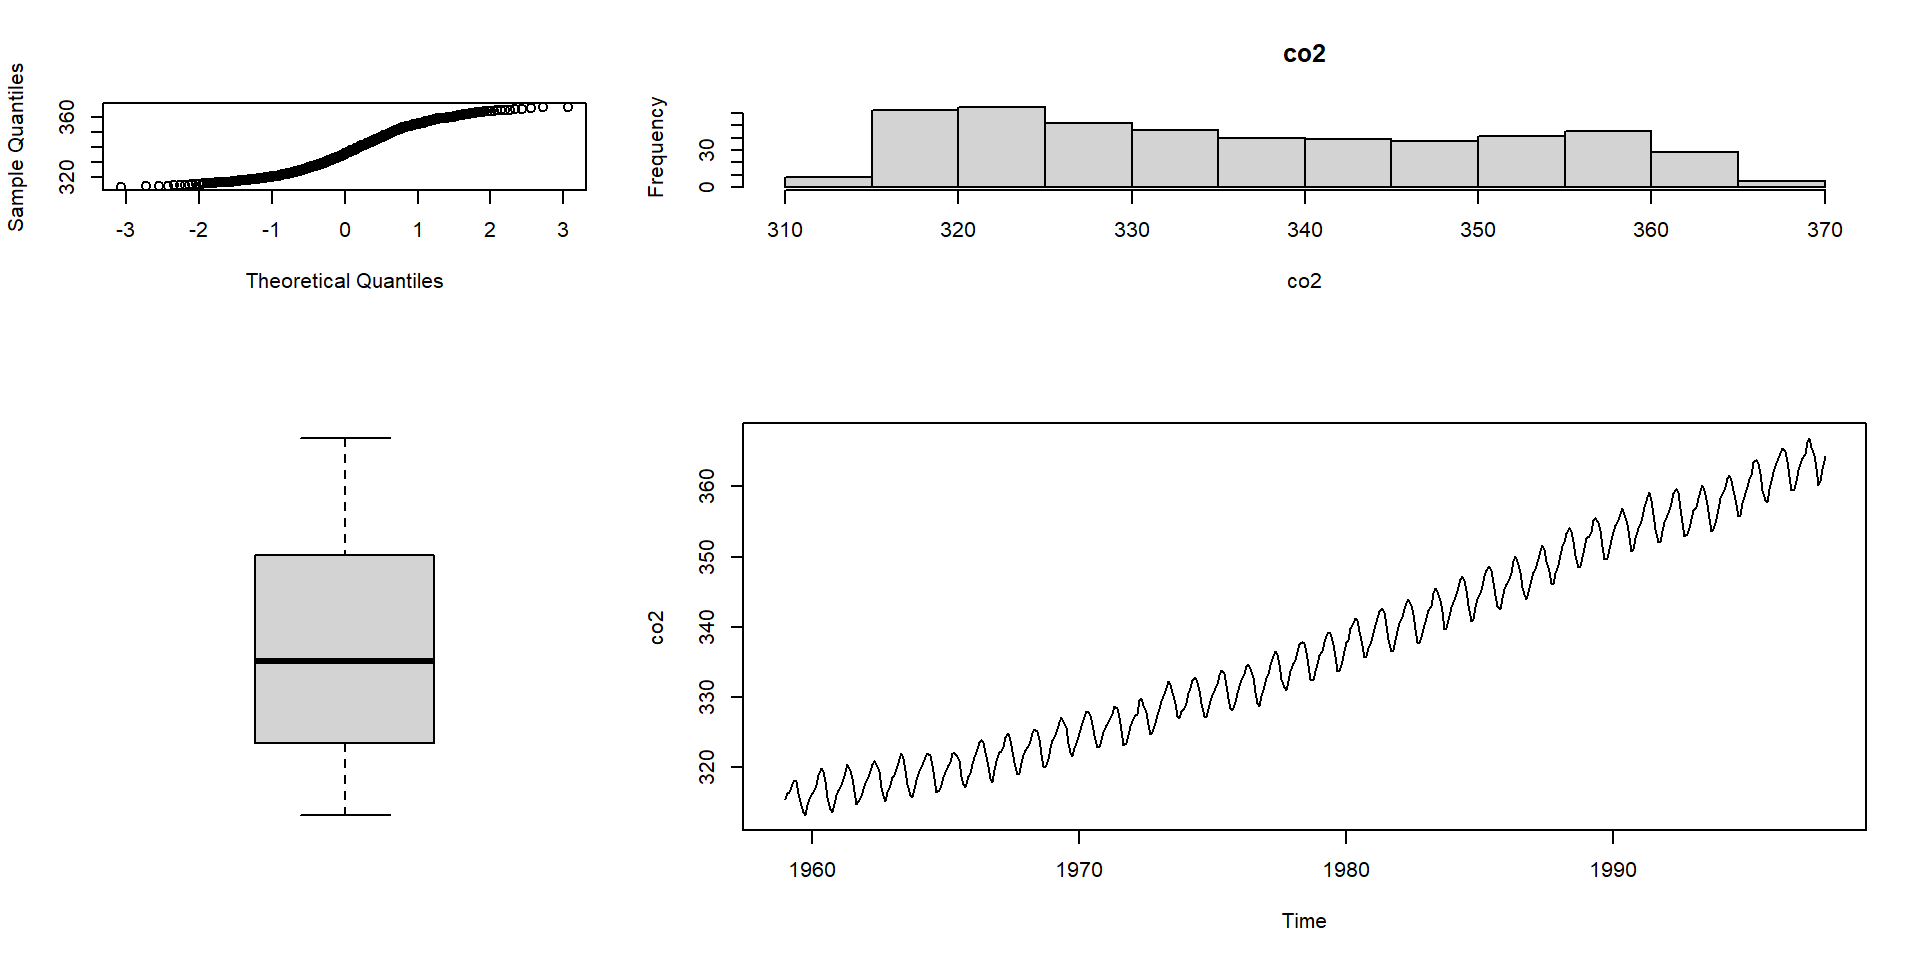 Sample Quantiles
320 360
-3 -2 -1 0 1 2 3
Theoretical Quantiles
co2
Frequency
0 30
310 320 330 340 350 360 370
co2
co2
320 330 340 350 360
1960 1970 1980 1990
Time